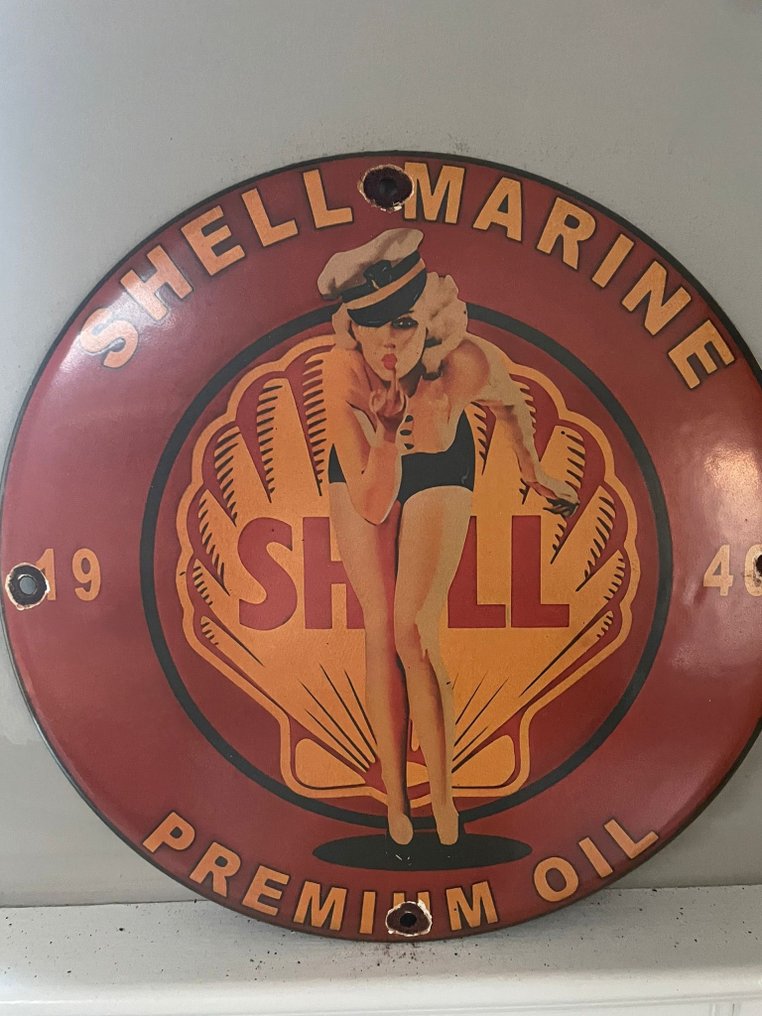 SHELL MARINE
19 40
SHELL
PREMIUM OIL